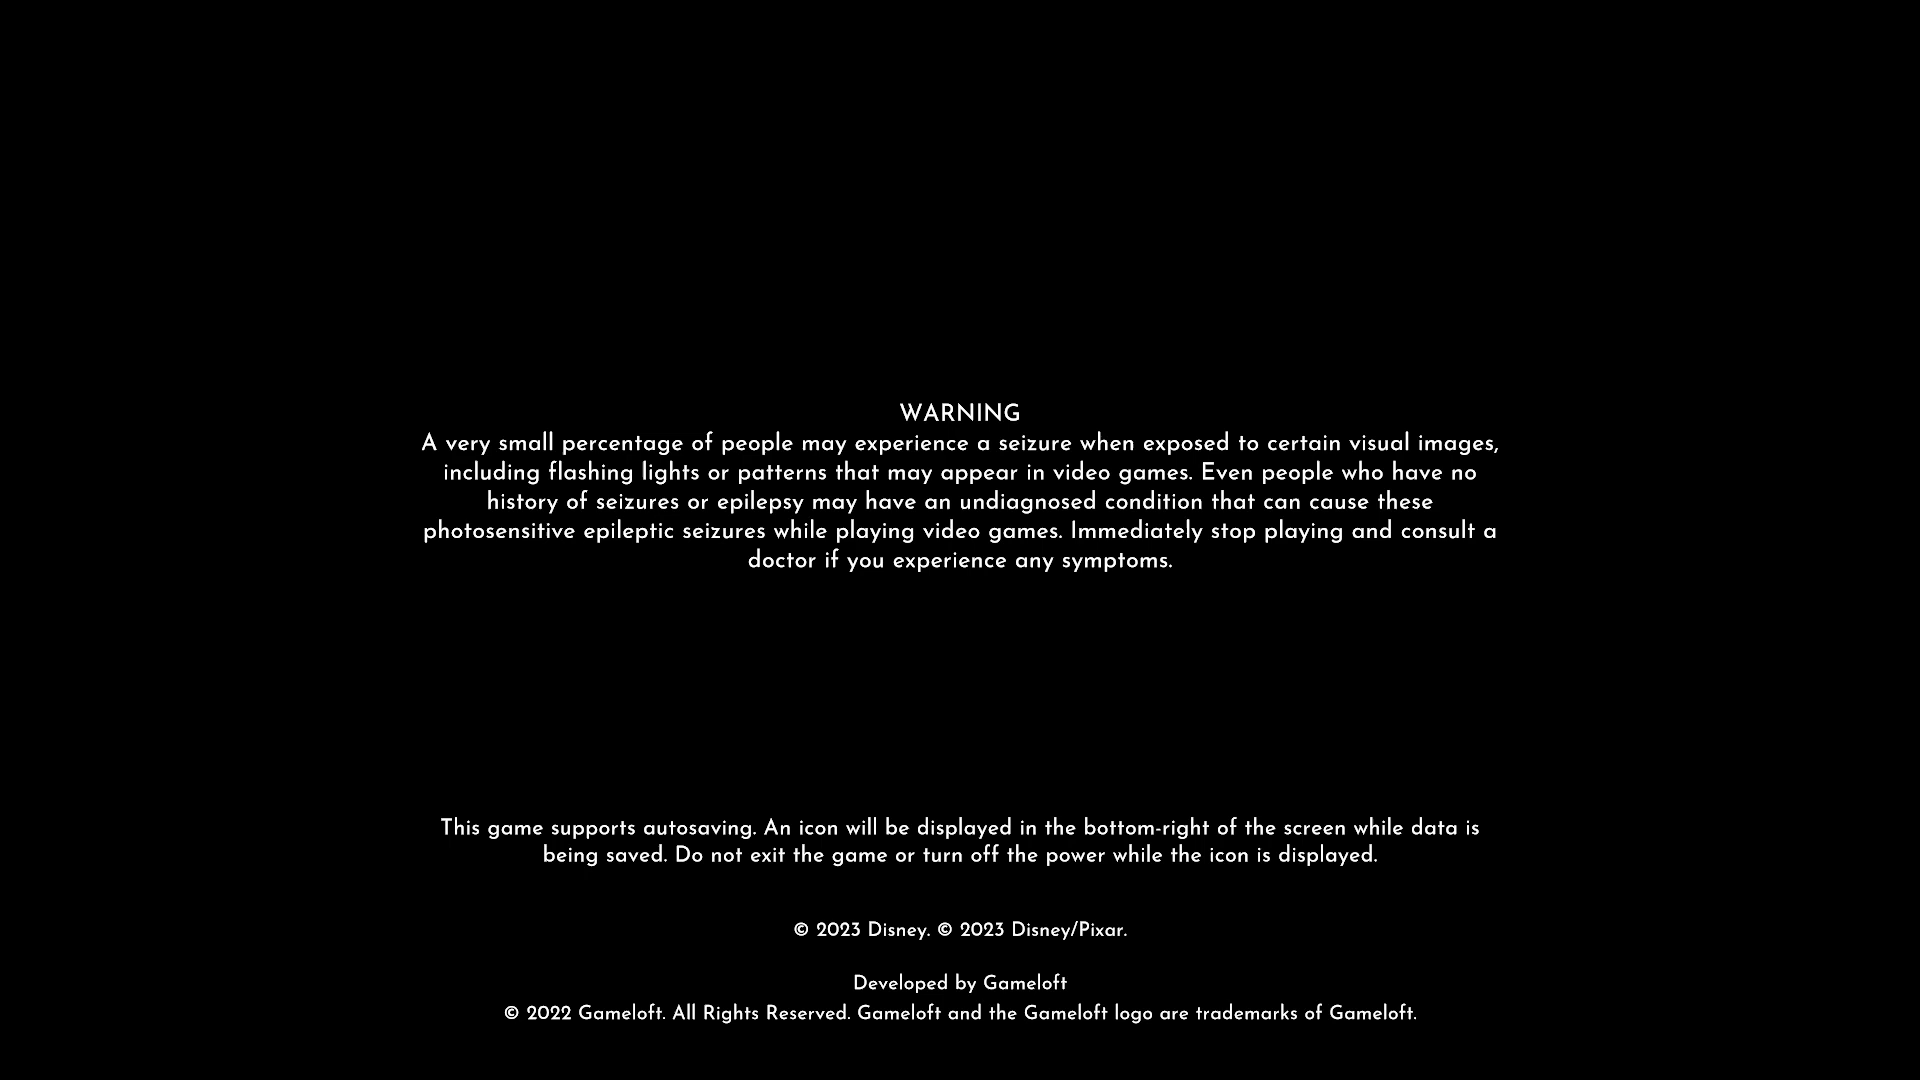 WARNING
A very small percentage of people may experience a seizure when exposed to certain visual images,
including flashing lights or patterns that may appear in video games. Even people who have no
history of seizures or epilepsy may have an undiagnosed condition that can cause these
photosensitive epileptic seizures while playing video games. Immediately stop playing and consult a
doctor if you experience any symptoms.
This game supports autosaving. An icon will be displayed in the bottom-right of the screen while data is
being saved. Do not exit the game or turn off the power while the icon is displayed.
© 2023 Disney. © 2023 Disney/Pixar.
Developed by Gameloft
© 2022 Gameloft. All Rights Reserved. Gameloft and the Gameloft logo are trademarks of Gameloft.